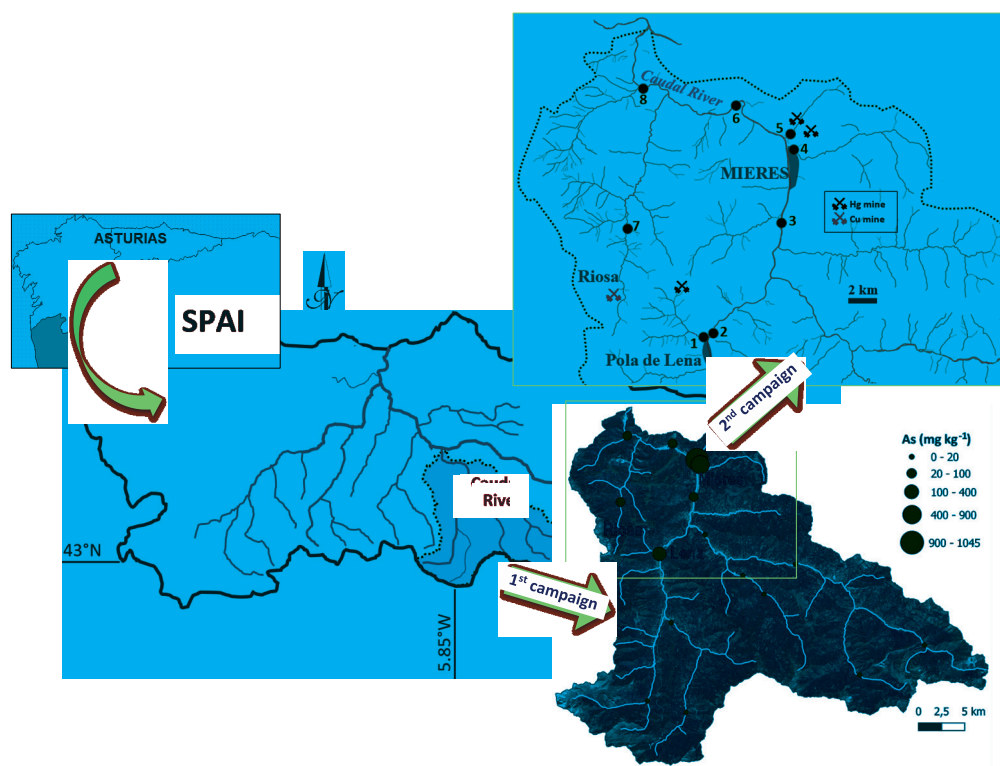 Caudal River
8
6
5
4
MIERES
Hg mine
Cu mine
3
7
Riosa
2 km
2
1
Pola de Lena
ASTURIAS
SPAI
N
2nd campaign
As (mg kg-1)
0 - 20
20 - 100
100 - 400
400 - 900
900 - 1045
Rive
43°N
1st campaign
5.85°W
0 2,5 5 km